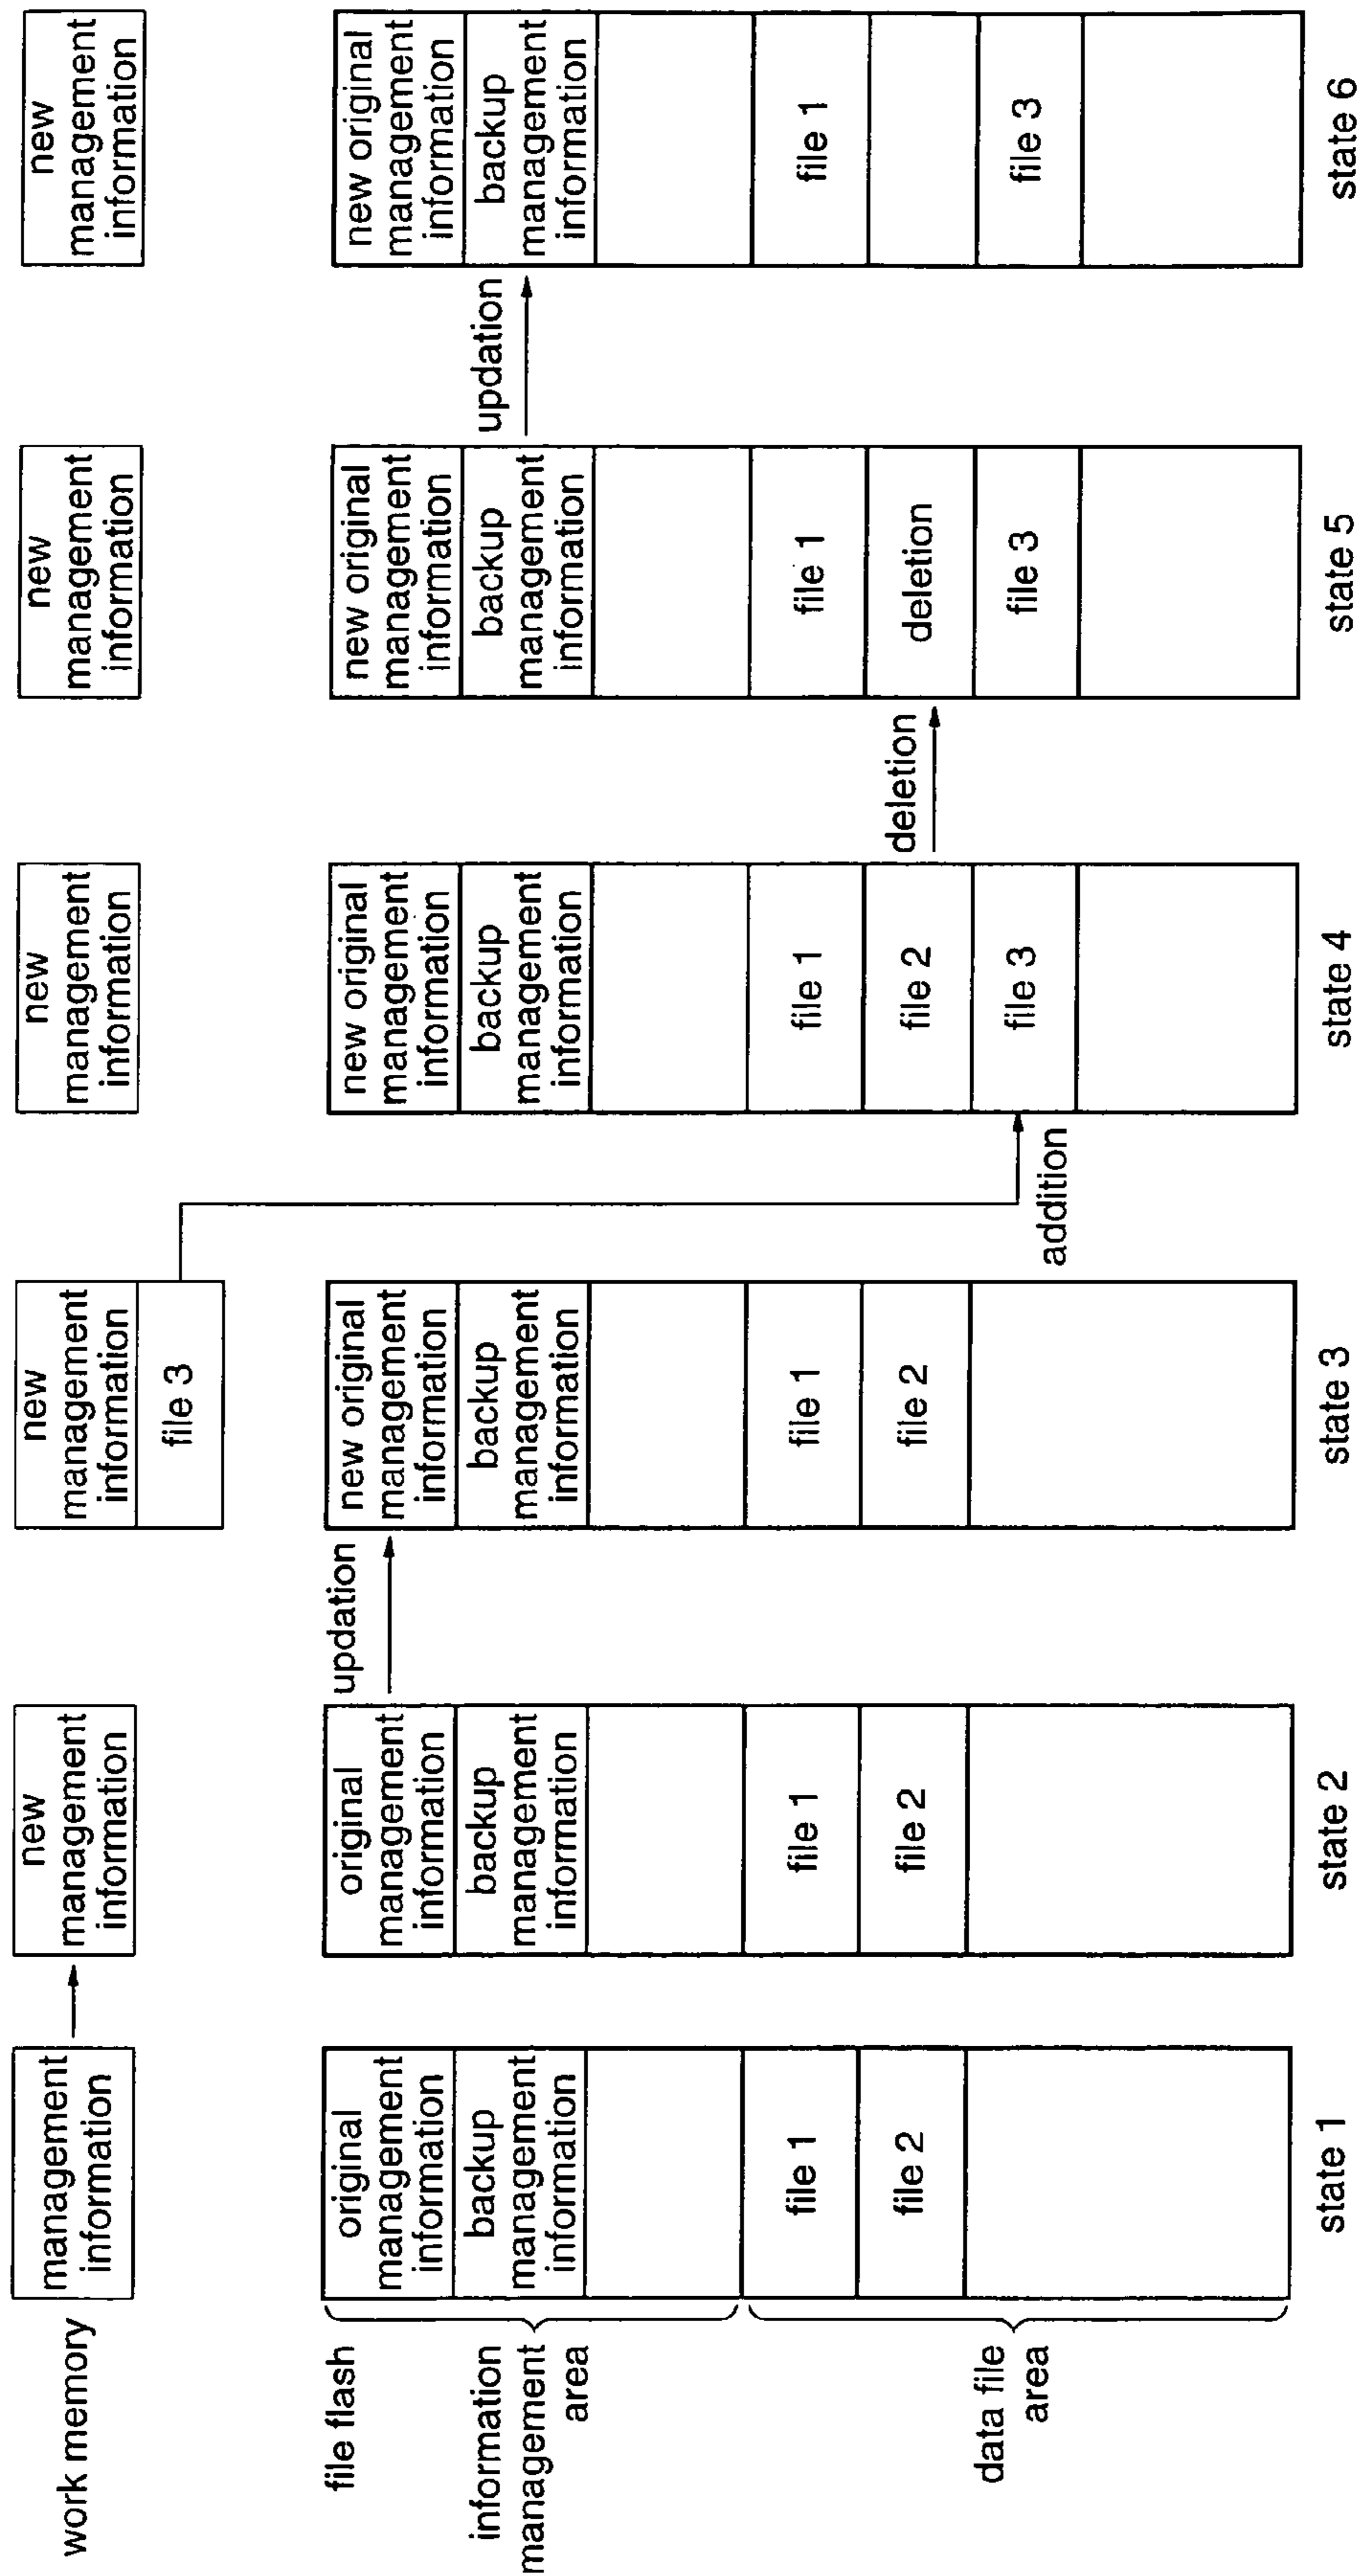 work memory
management
information
new
management
information
new
management
information
file 3
new
management
information
new
management
information
new
management
information
file flash
information
management
area
data file
area
original
management
information
backup
management
information
file 1
file 2
state 1
original
management
information
backup
management
information
file 1
file 2
state 2
updation
new original
management
information
backup
management
information
file 1
file 2
state 3
addition
new original
management
information
backup
management
information
file 1
file 2
file 3
state 4
deletion
new original
management
information
backup
management
information
file 1
deletion
file 3
state 5
updation
new original
management
information
backup
management
information
file 1
file 3
state 6